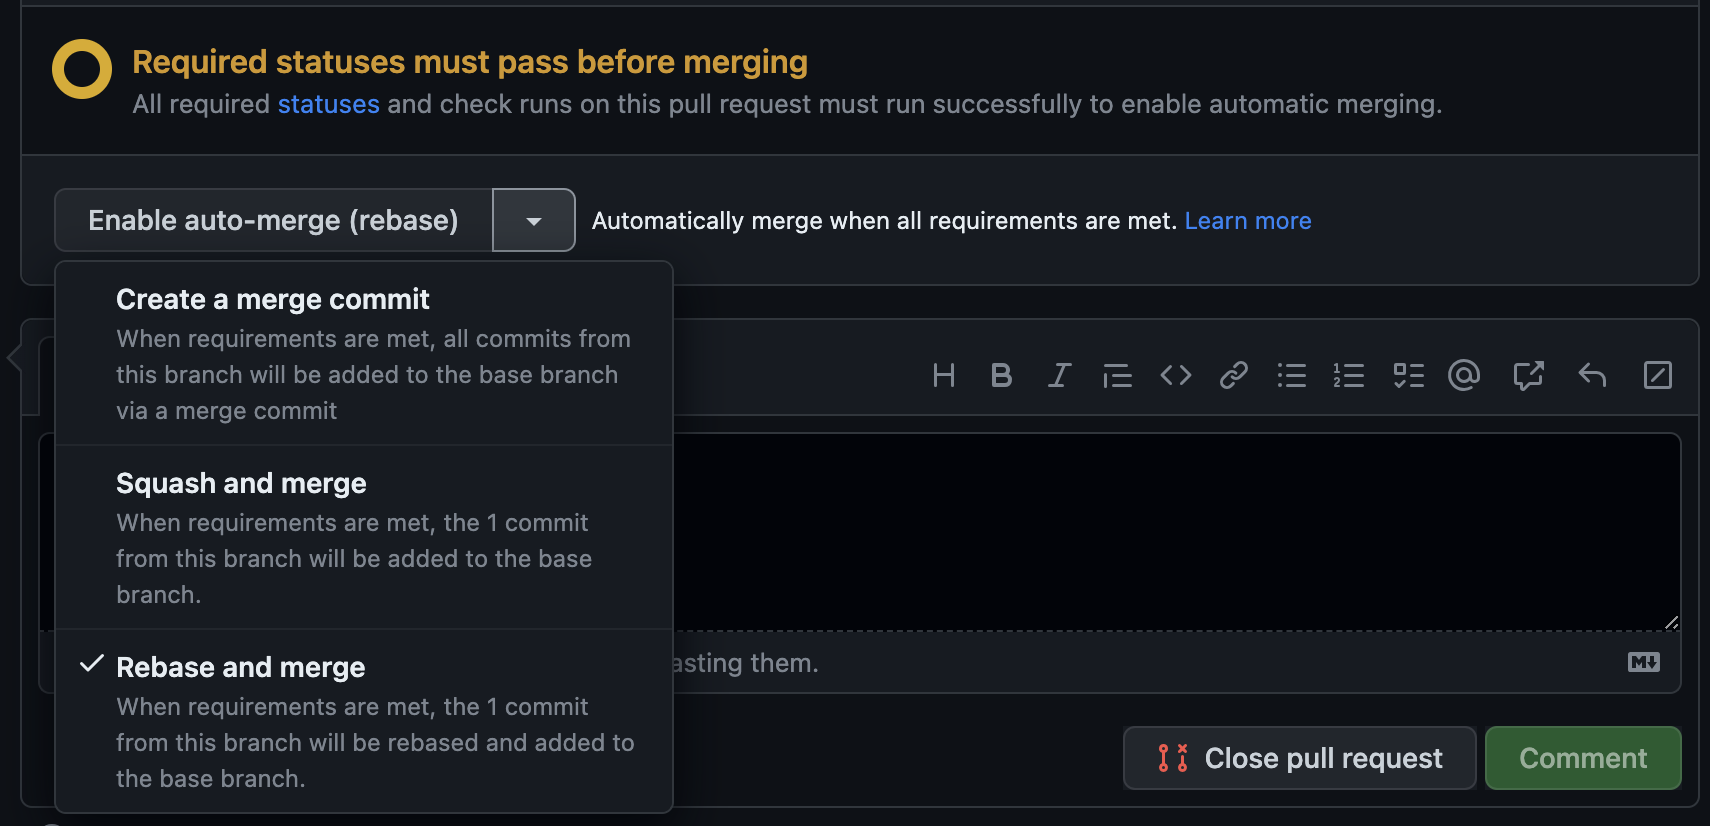 Required statuses must pass before merging
All required statuses and check runs on this pull request must run successfully to enable automatic merging.
Enable auto-merge (rebase)
Automatically merge when all requirements are met. Learn more
Create a merge commit
When requirements are met, all commits from
this branch will be added to the base branch
via a merge commit
Squash and merge
When requirements are met, the 1 commit
from this branch will be added to the base
branch.
Rebase and merge
When requirements are met, the 1 commit
from this branch will be rebased and added to
the base branch.
asting them.
Close pull request
Comment